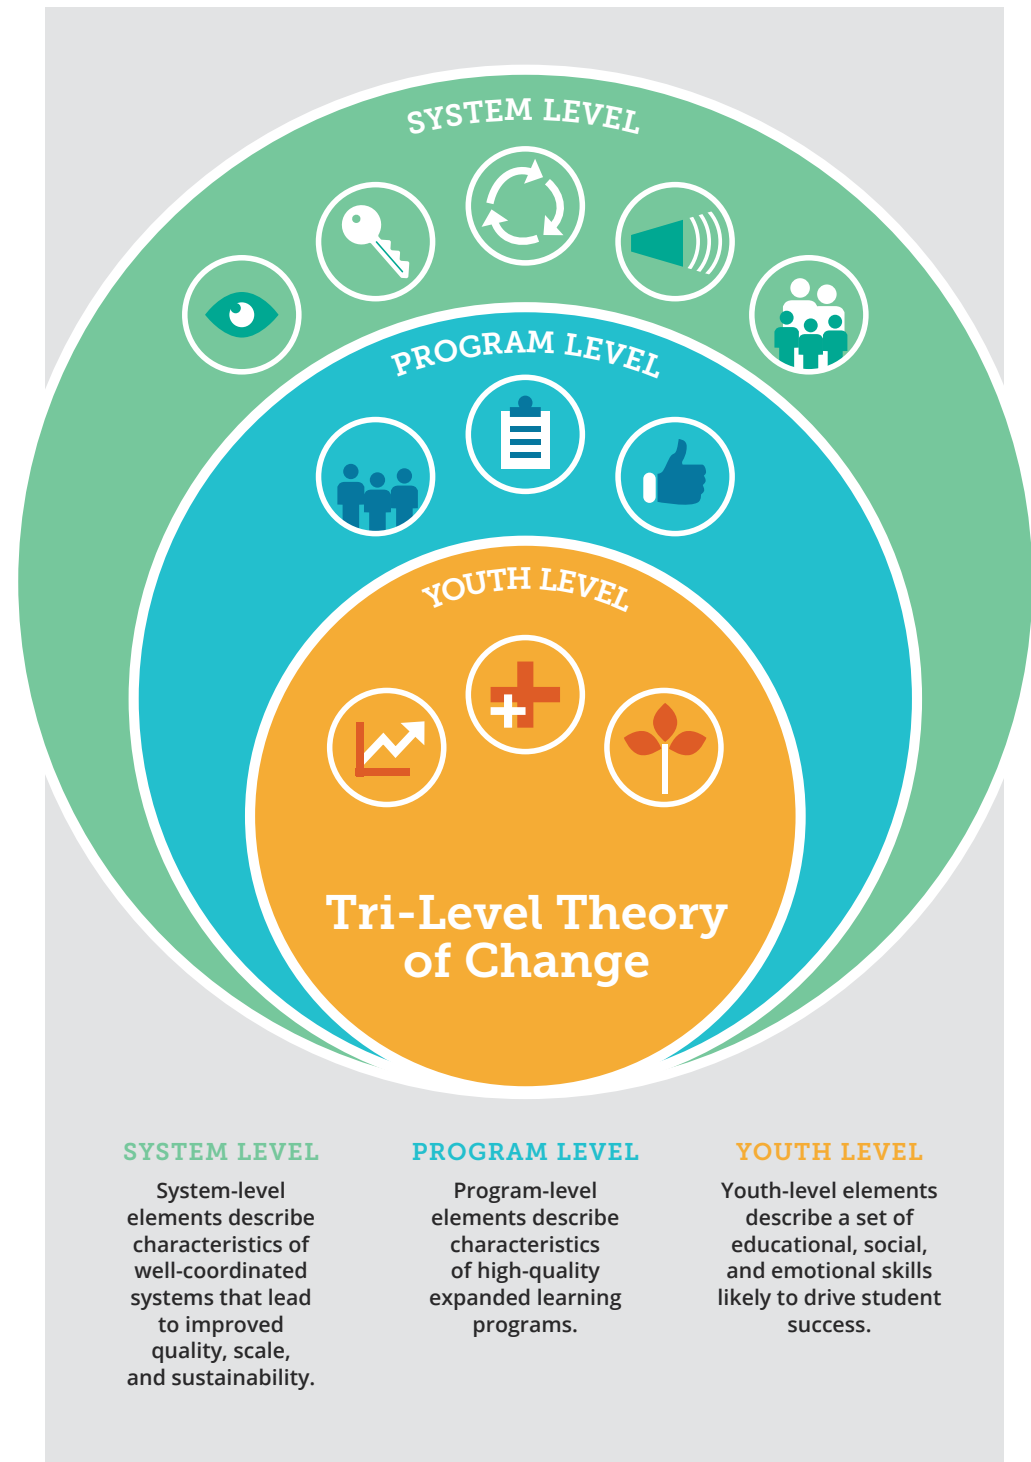 SYSTEM LEVEL
PROGRAM LEVEL
YOUTH LEVEL
Tri-Level Theory
of Change
SYSTEM LEVEL
System-level
elements describe
characteristics of
well-coordinated
systems that lead
to improved
quality, scale,
and sustainability.
PROGRAM LEVEL
Program-level
elements describe
characteristics
of high-quality
expanded learning
programs.
YOUTH LEVEL
Youth-level elements
describe a set of
educational, social,
and emotional skills
likely to drive student
success.